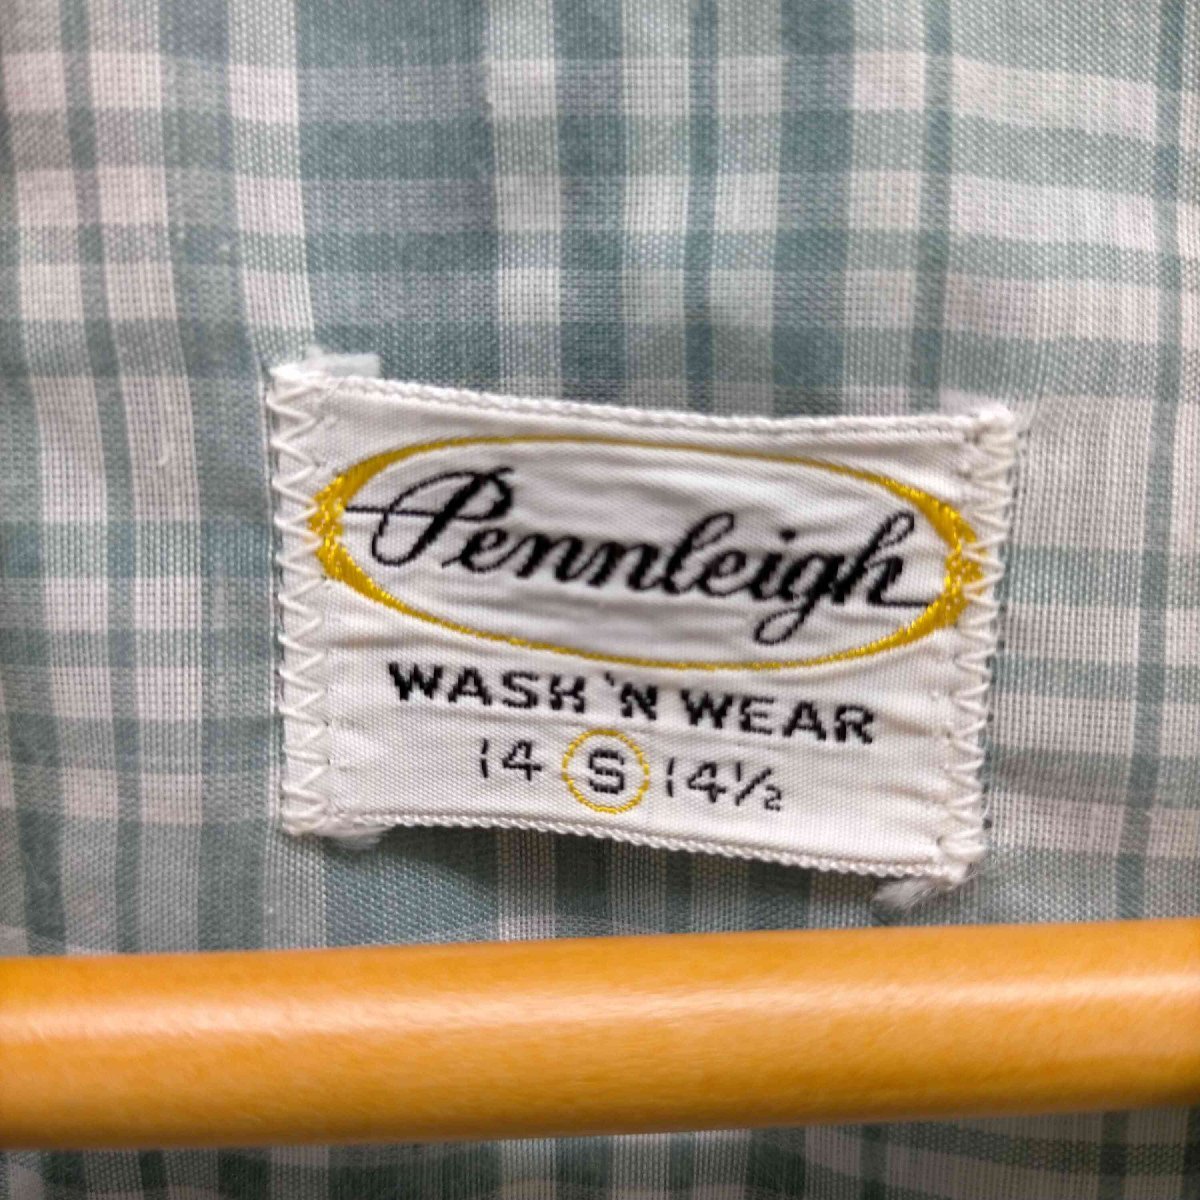 Pennleigh
WASH 'N WEAR
14 S 14½